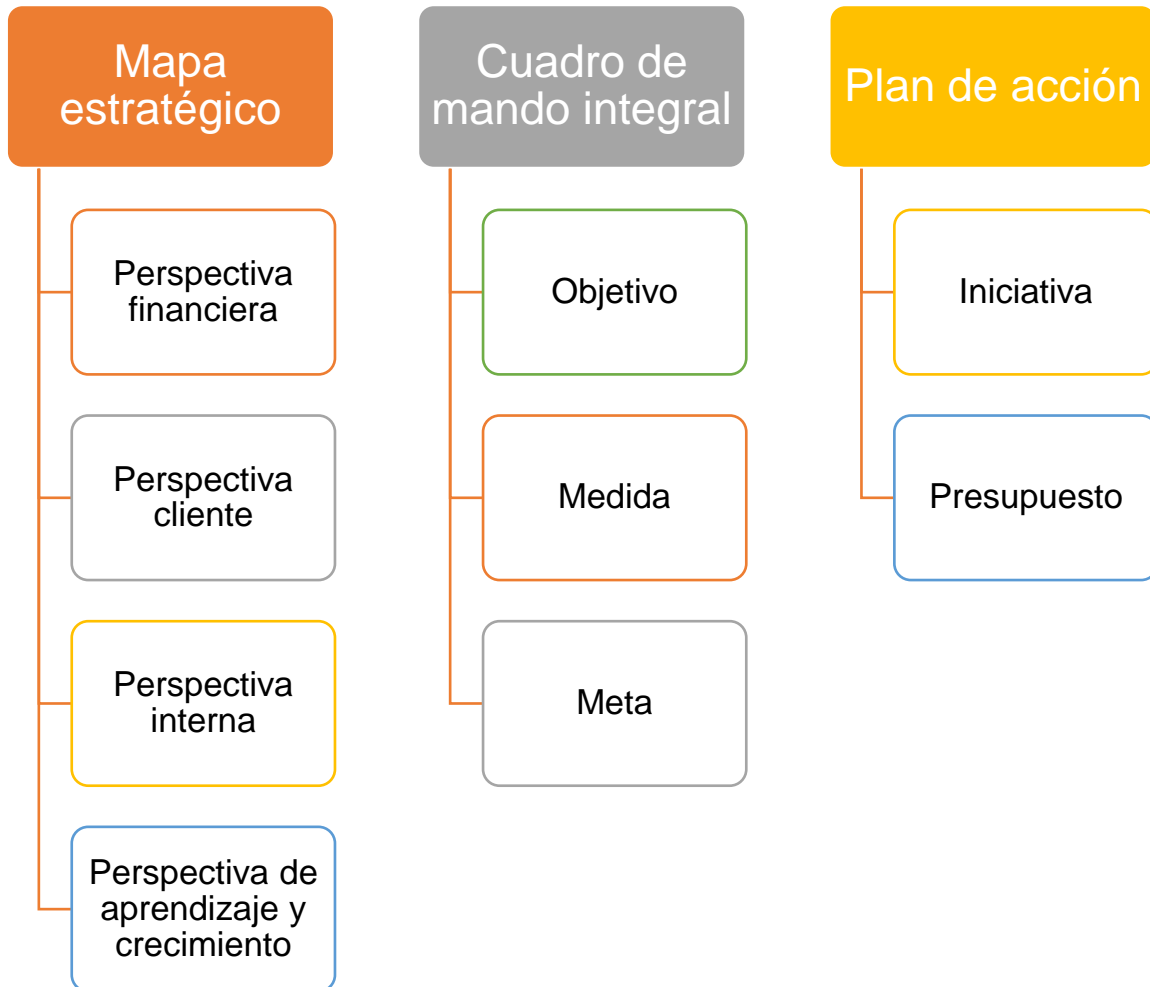 Mapa
estratégico
Perspectiva
financiera
Perspectiva
cliente
Perspectiva
interna
Perspectiva de
aprendizaje y
crecimiento
Cuadro de
mando integral
Objetivo
Medida
Meta
Plan de acción
Iniciativa
Presupuesto